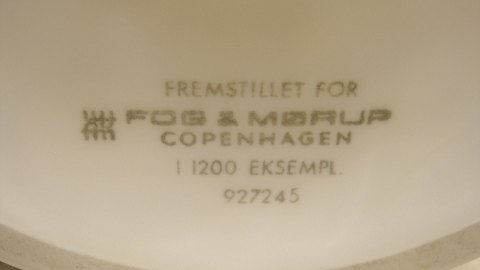 FREMSTILLET FOR
FOG & MØRUP
COPENHAGEN
I 1200 EKSEMPL.
927245